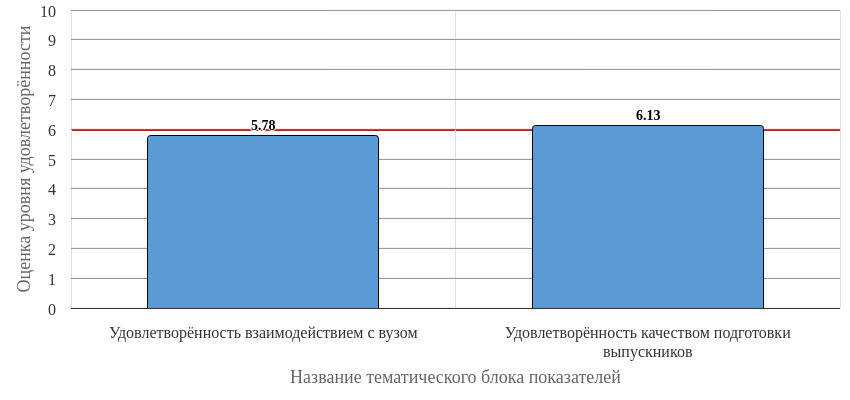 10
9
8
7
6
5
4
3
2
1
0
Оценка уровня удовлетворённости
5.78
6.13
Удовлетворённость взаимодействием с вузом
Удовлетворённость качеством подготовки
выпускников
Название тематического блока показателей